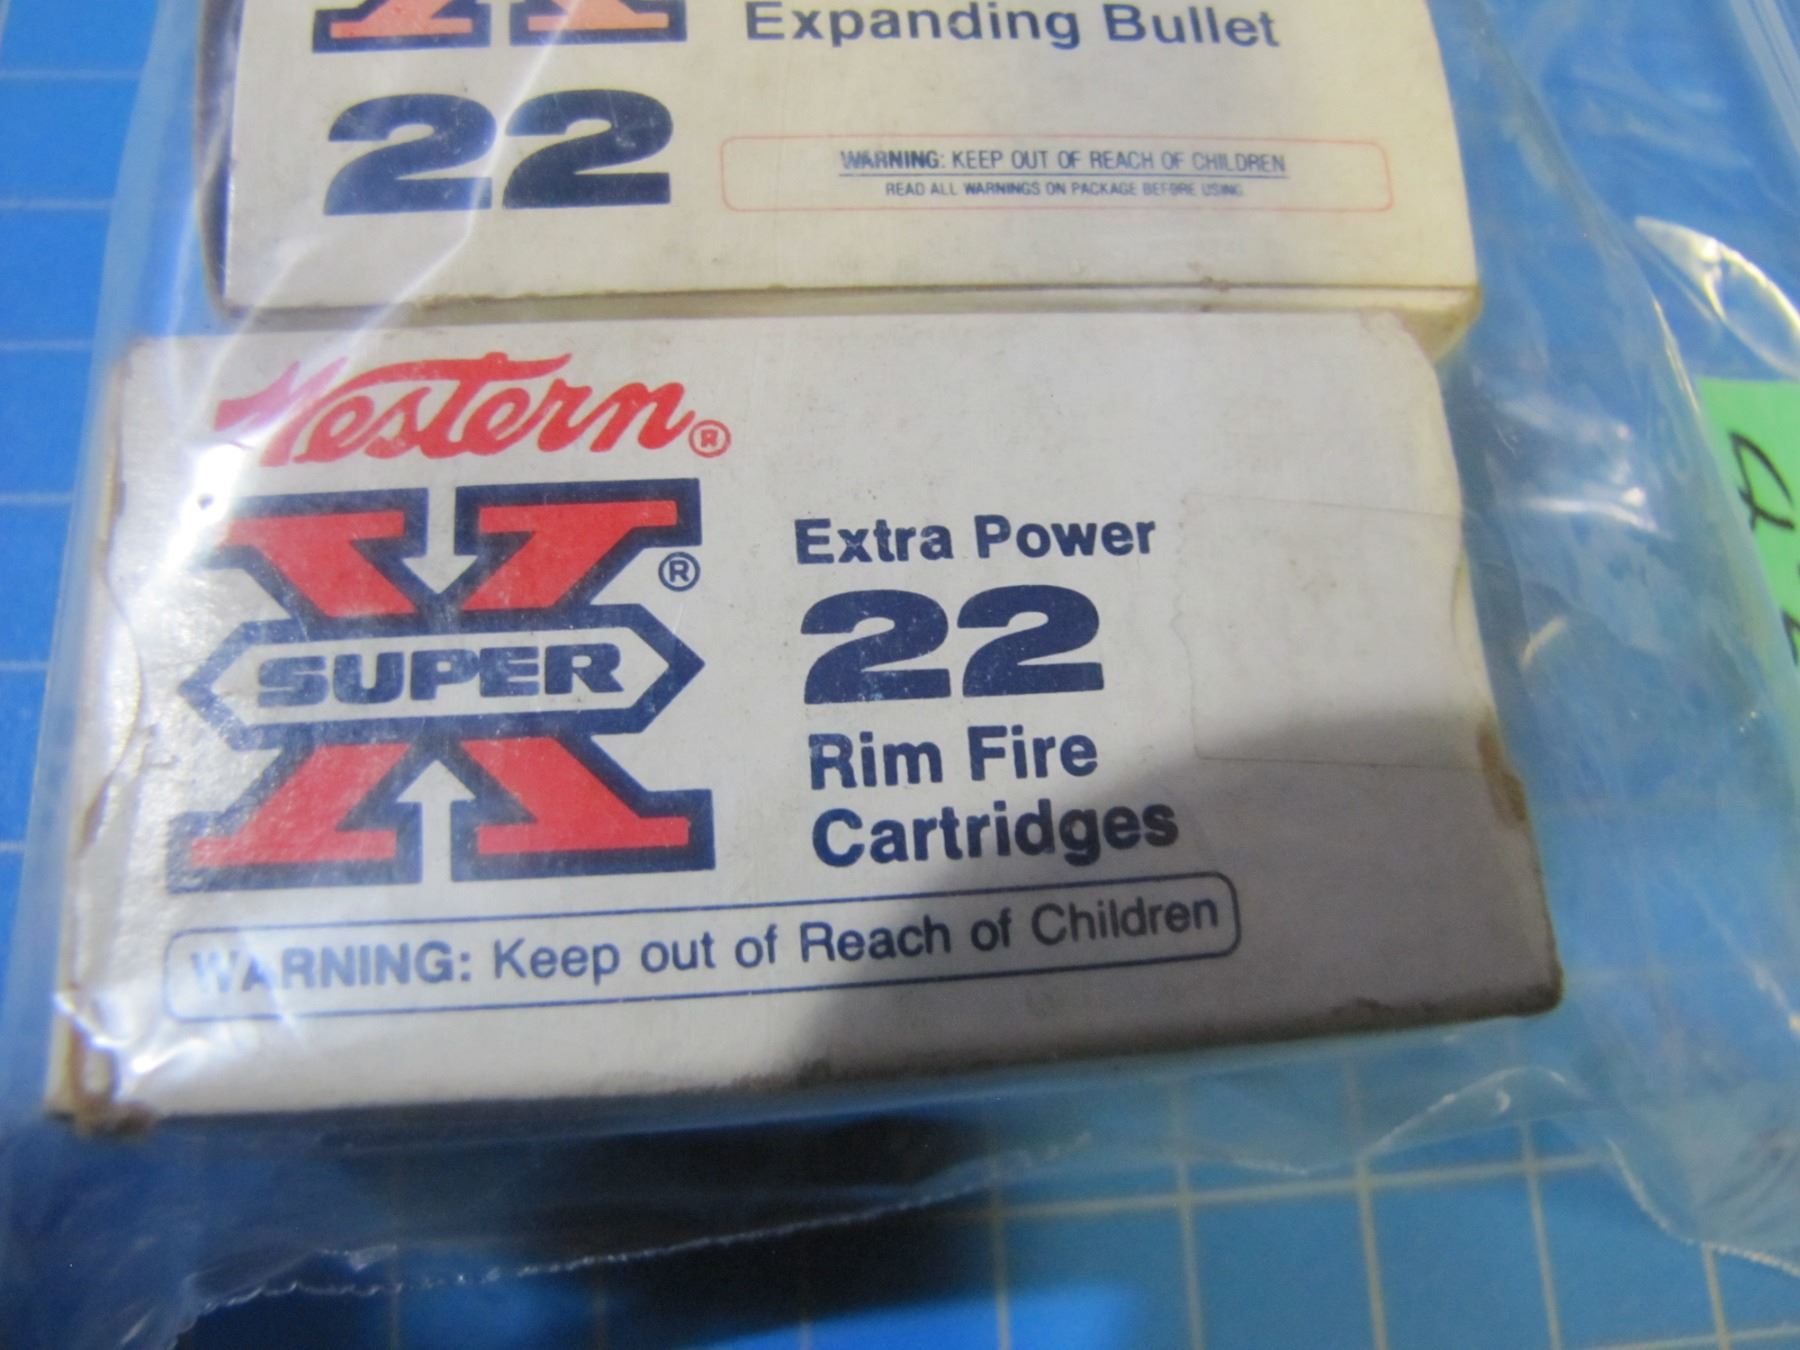 Expanding Bullet
22
WARNING: KEEP OUT OF REACH OF CHILDREN
READ ALL WARNINGS ON PACKAGE BEFORE USING
Western®
SUPER X®
Extra Power
22
Rim Fire
Cartridges
WARNING: Keep out of Reach of Children